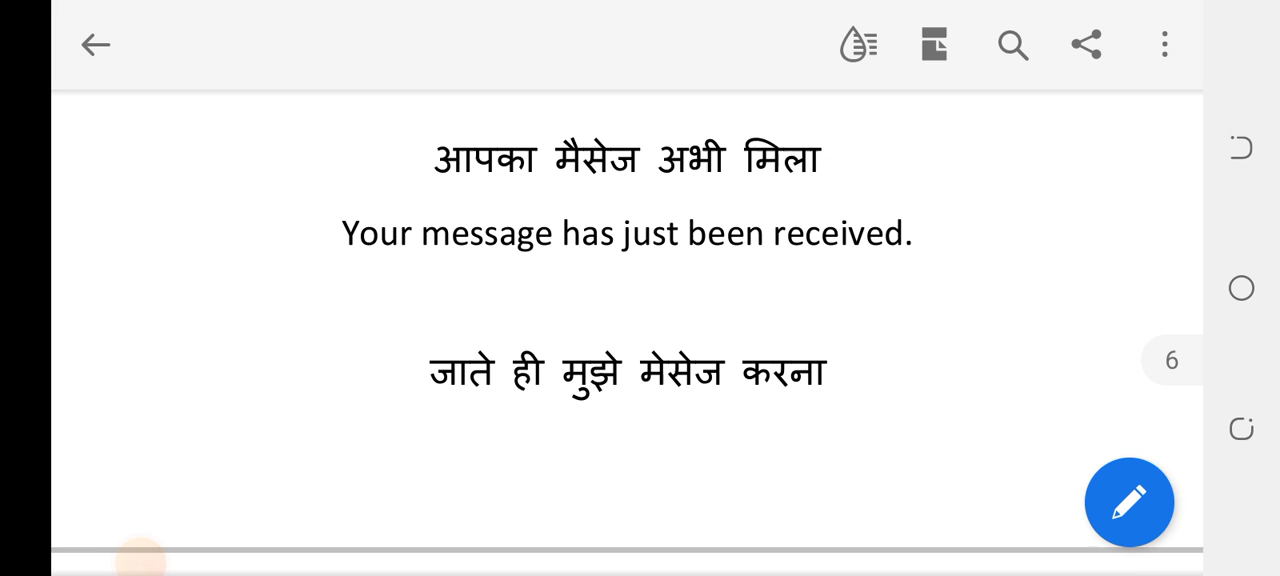 आपका मैसेज अभी मिला
Your message has just been received.
जाते ही मुझे मेसेज करना
6